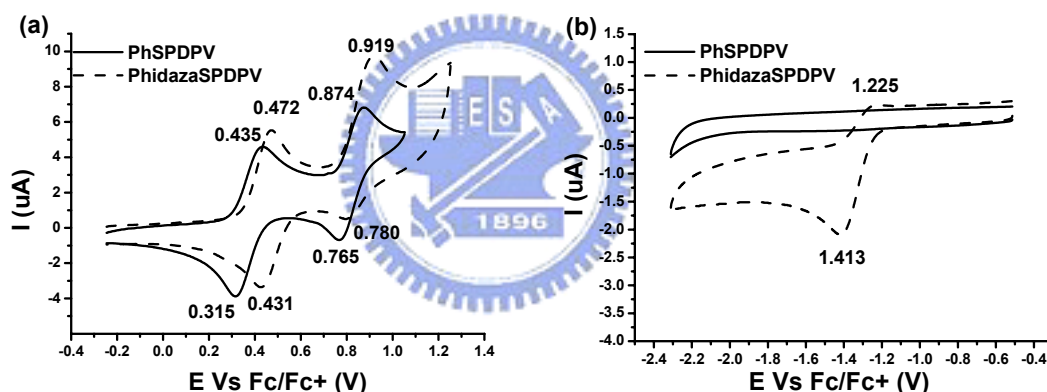 (a)
PhSPDPV
PhidazaSPDPV
0.435
0.472
0.874
0.919
0.315
0.431
0.765
0.780
I (uA)
10
8
6
4
2
0
-2
-4
-0.4 -0.2 0.0 0.2 0.4 0.6 0.8 1.0 1.2 1.4
E Vs Fc/Fc+ (V)
E S A
1896
(b)
PhSPDPV
PhidazaSPDPV
1.225
1.413
I (uA)
1.5
1.0
0.5
0.0
-0.5
-1.0
-1.5
-2.0
-2.5
-3.0
-3.5
-4.0
-2.4 -2.2 -2.0 -1.8 -1.6 -1.4 -1.2 -1.0 -0.8 -0.6 -0.4
E Vs Fc/Fc+ (V)